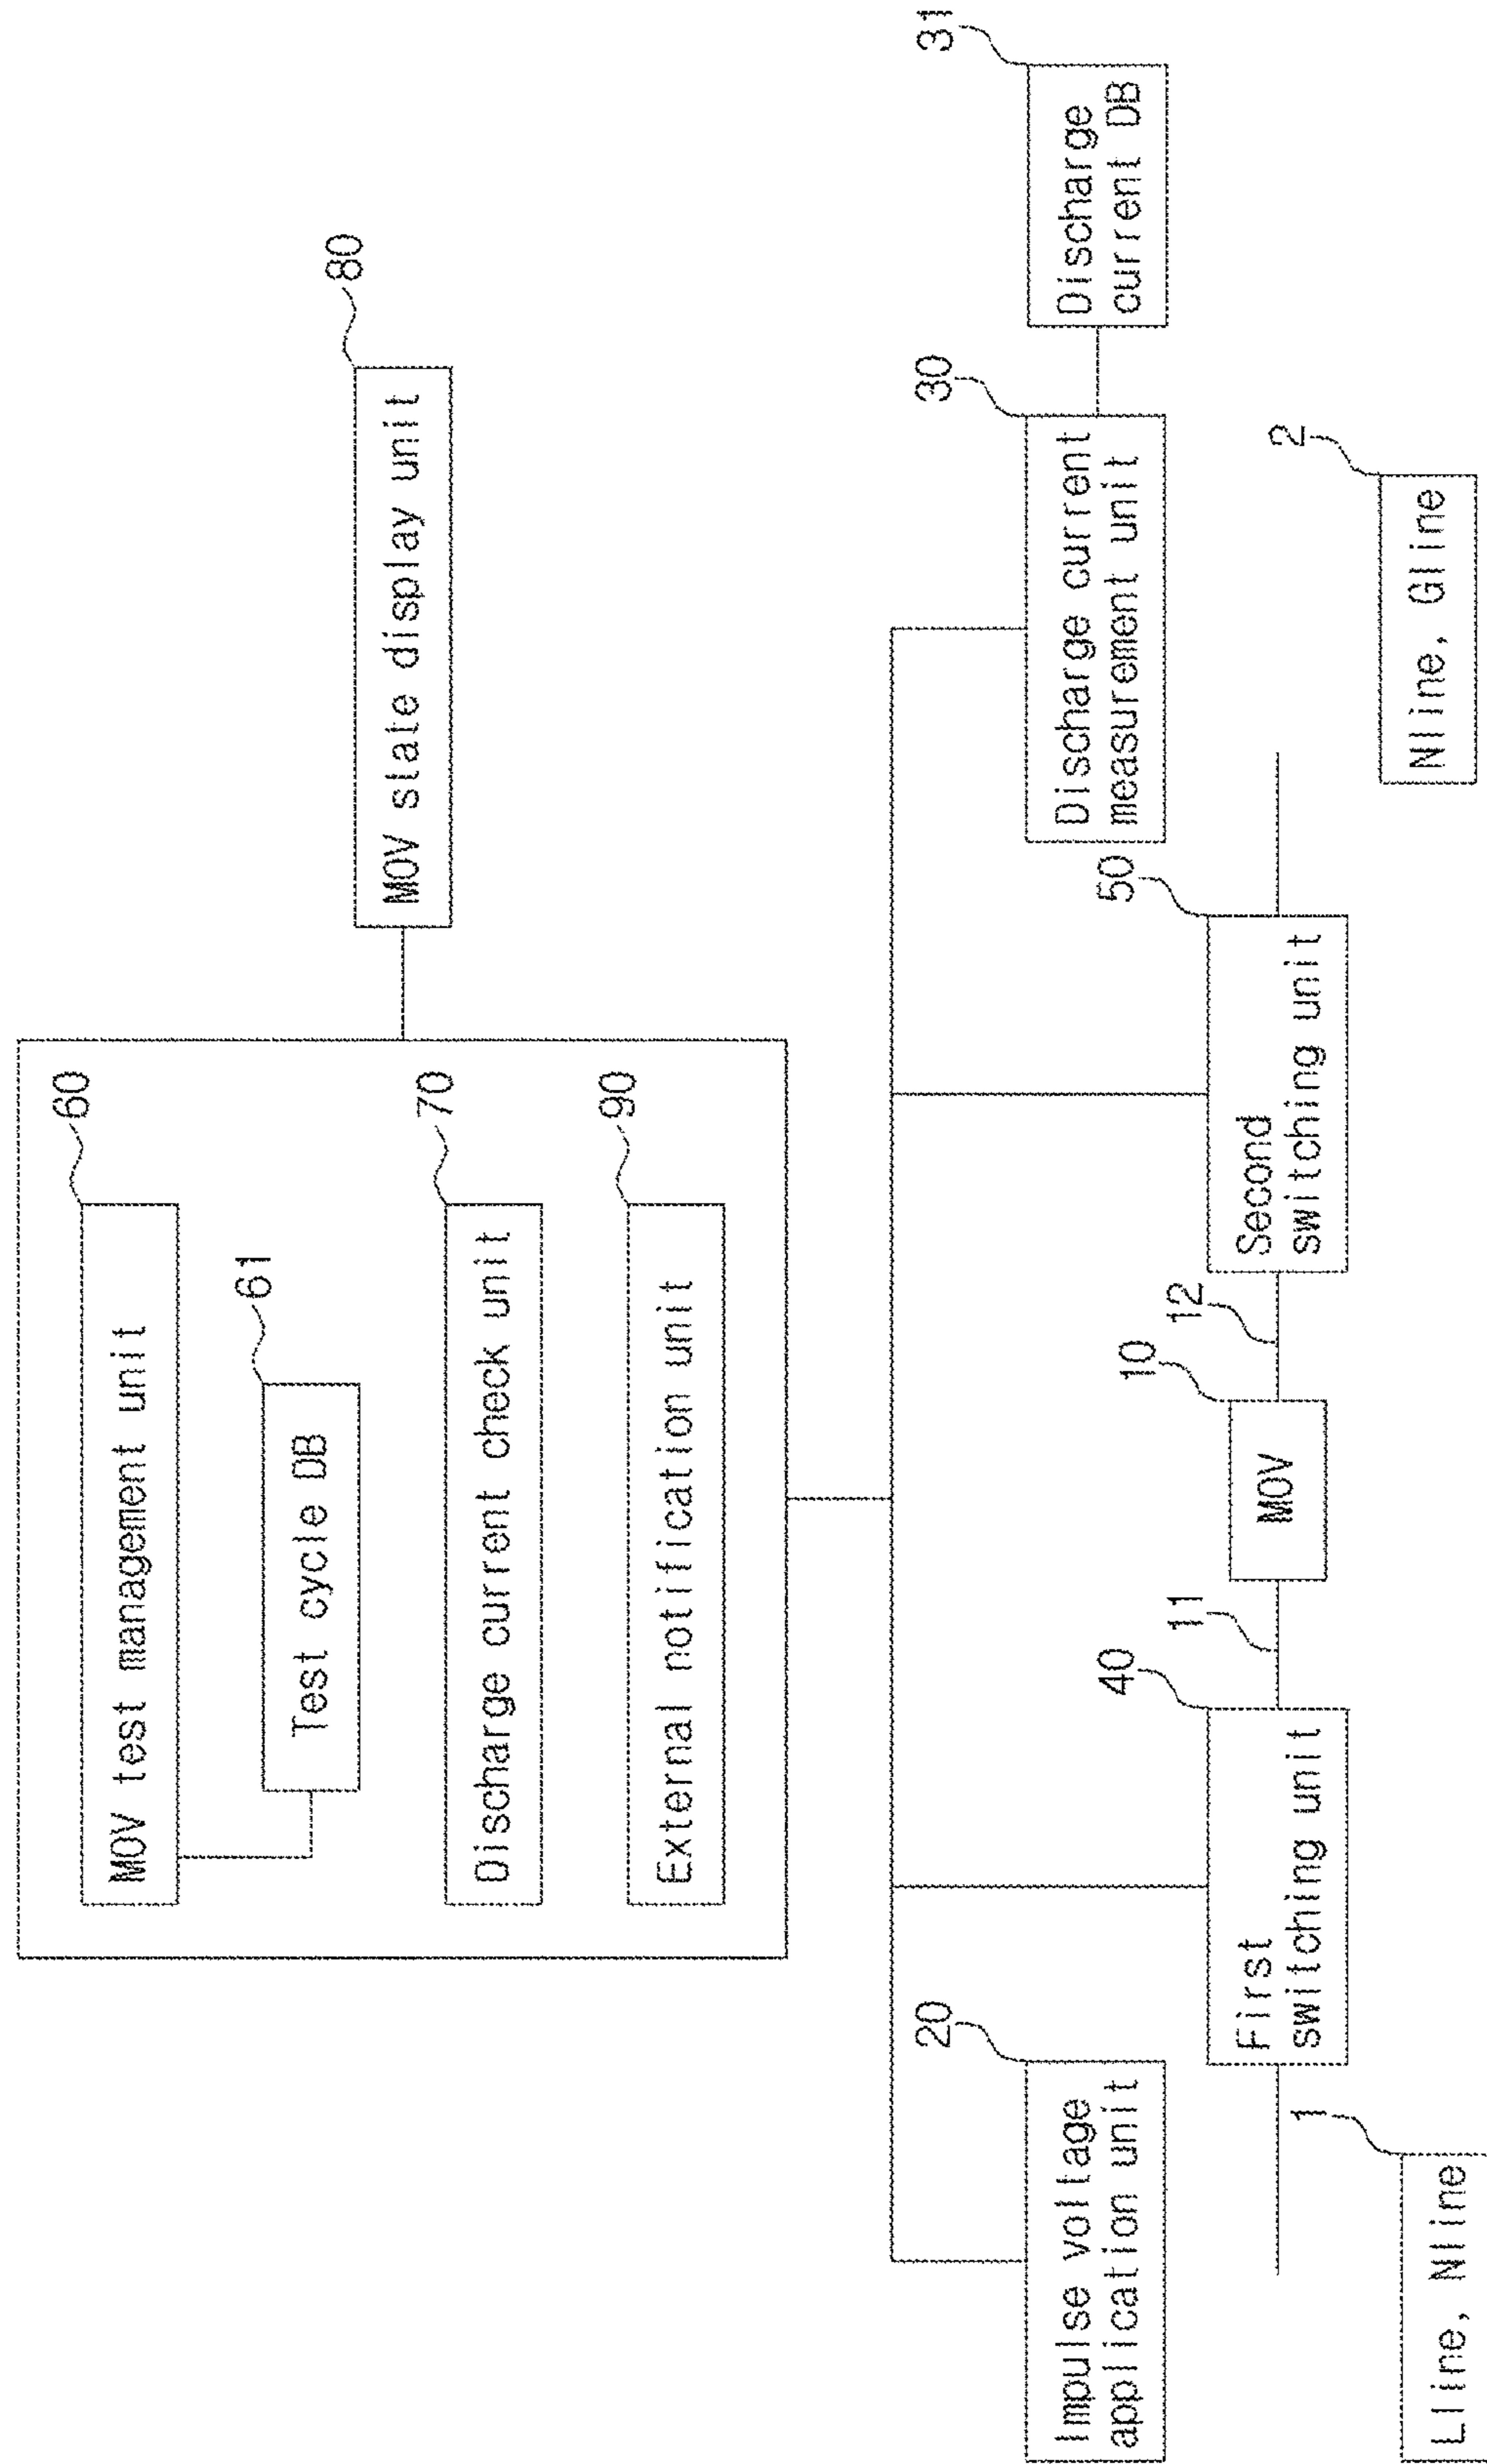 60
MOV test management unit
61
Test cycle DB
70
Discharge current check unit
90
External notification unit
80
MOV state display unit
20
Impulse voltage
application unit
30
Discharge current
measurement unit
31
Discharge
current DB
40
First
switching unit
11
10
MOV
12
50
Second
switching unit
1
Lline, Nline
2
Nline, Gline